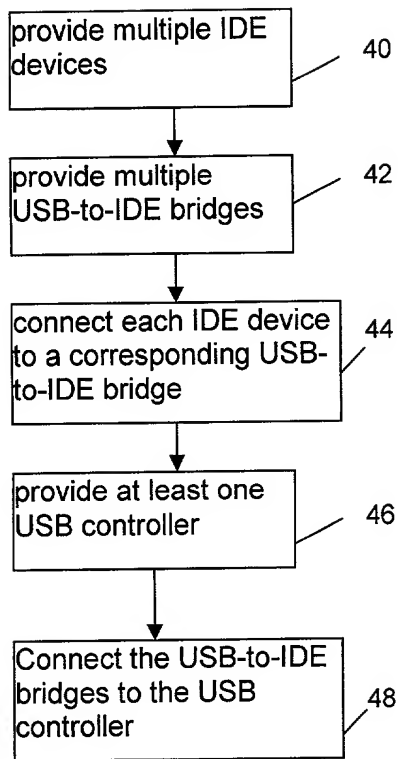 provide multiple IDE
devices
40
provide multiple
USB-to-IDE bridges
42
connect each IDE device
to a corresponding USB-
to-IDE bridge
44
provide at least one
USB controller
46
Connect the USB-to-IDE
bridges to the USB
controller
48